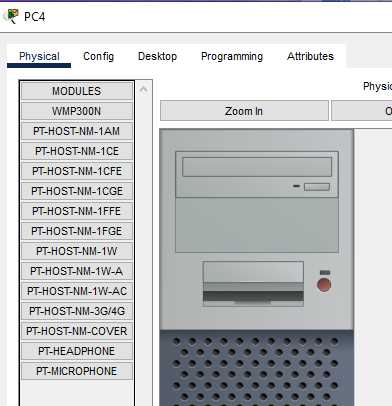 PC4
Physical Config Desktop Programming Attributes
MODULES
WMP300N
PT-HOST-NM-1AM
PT-HOST-NM-1CE
PT-HOST-NM-1CFE
PT-HOST-NM-1CGE
PT-HOST-NM-1FFE
PT-HOST-NM-1FGE
PT-HOST-NM-1W
PT-HOST-NM-1W-A
PT-HOST-NM-1W-AC
PT-HOST-NM-3G/4G
PT-HOST-NM-COVER
PT-HEADPHONE
PT-MICROPHONE
Physic
Zoom In O